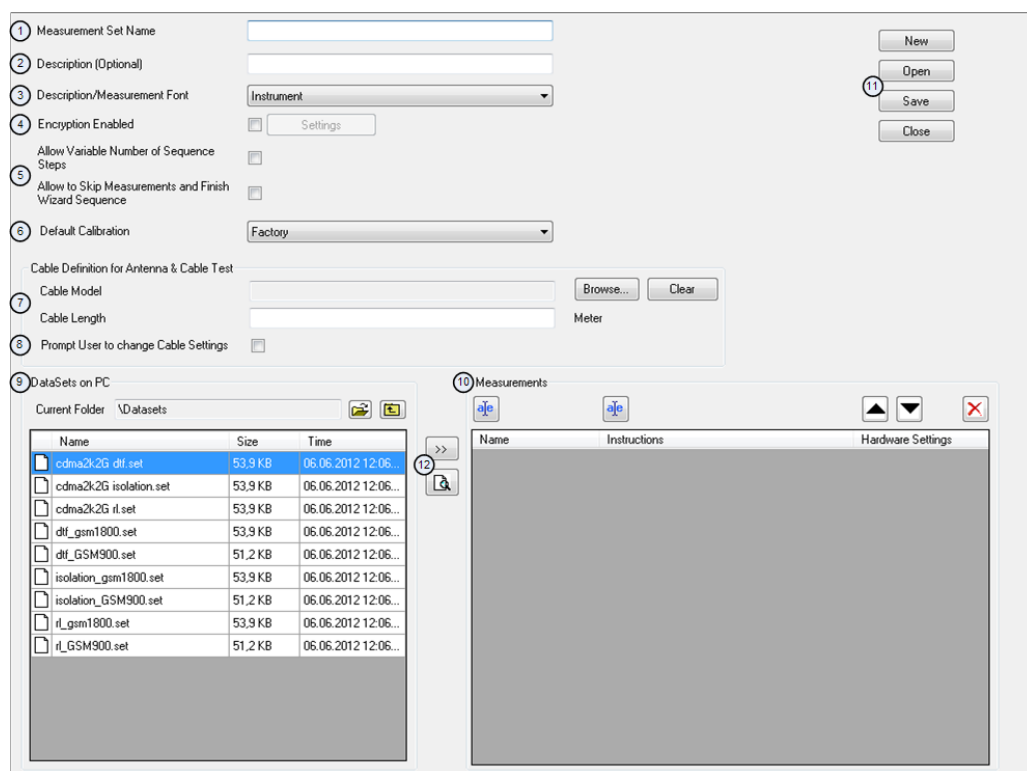 1 Measurement Set Name
New
2 Description (Optional)
Open
3 Description/Measurement Font Instrument
11
Save
4 Encryption Enabled Settings
Close
Allow Variable Number of Sequence
Steps
5
Allow to Skip Measurements and Finish
Wizard Sequence
6 Default Calibration Factory
Cable Definition for Antenna & Cable Test
Cable Model Browse... Clear
7
Cable Length Meter
8 Prompt User to change Cable Settings
9 DataSets on PC
Current Folder \Datasets
Name Size Time
cdma2k2G dtf.set 53,9 KB 06.06.2012 12:06...
cdma2k2G isolation.set 53,9 KB 06.06.2012 12:06...
cdma2k2G rl.set 53,9 KB 06.06.2012 12:06...
dtf_gsm1800.set 53,9 KB 06.06.2012 12:06...
dtf_GSM900.set 51,2 KB 06.06.2012 12:06...
isolation_gsm1800.set 53,9 KB 06.06.2012 12:06...
isolation_GSM900.set 51,2 KB 06.06.2012 12:06...
rl_gsm1800.set 53,9 KB 06.06.2012 12:06...
rl_GSM900.set 51,2 KB 06.06.2012 12:06...
>>
12
10 Measurements
a|e a|e
Name Instructions Hardware Settings